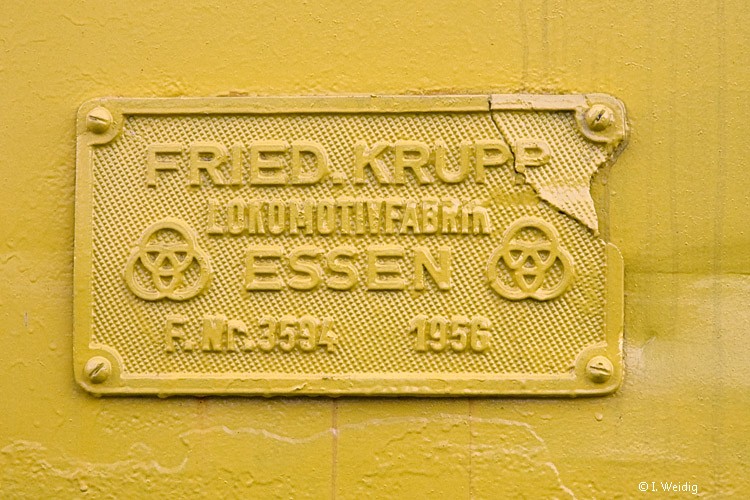 FRIED. KRUPP
LOKOMOTIVFABRIK
ESSEN
F.Nr.3594 1956
© I. Weidig